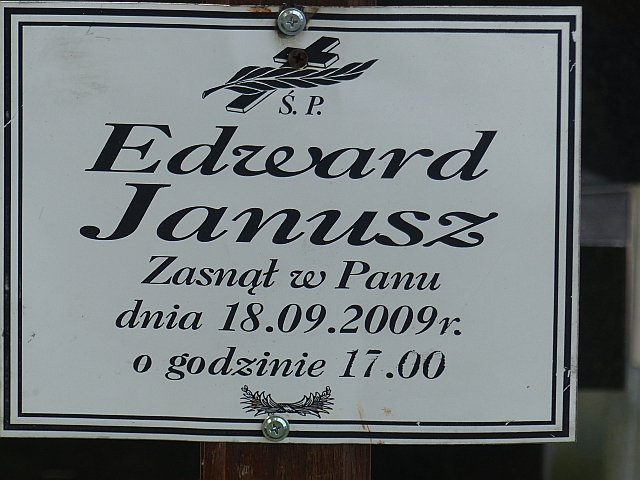 Ś. P.
Edward
Janusz
Zasnął w Panu
dnia 18.09.2009r.
o godzinie 17.00